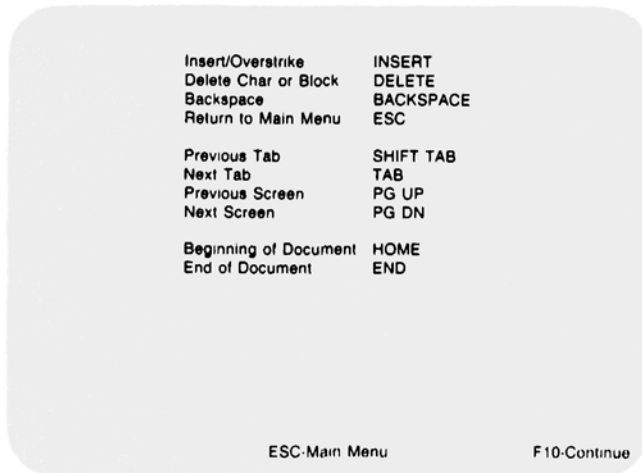 Insert/Overstrike INSERT
Delete Char or Block DELETE
Backspace BACKSPACE
Return to Main Menu ESC
Previous Tab SHIFT TAB
Next Tab TAB
Previous Screen PG UP
Next Screen PG DN
Beginning of Document HOME
End of Document END
ESC-Main Menu F10-Continue